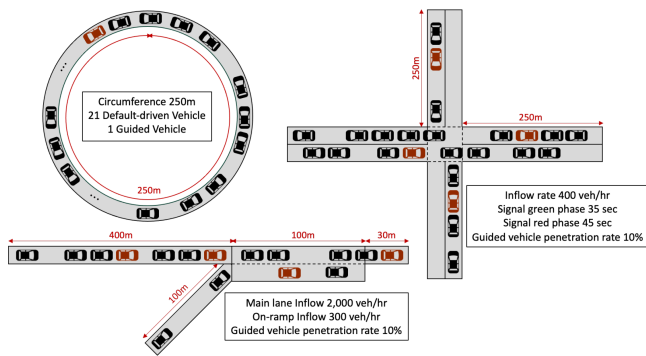 250m
Circumference 250m
21 Default-driven Vehicle
1 Guided Vehicle
...
...
250m
250m
Inflow rate 400 veh/hr
Signal green phase 35 sec
Signal red phase 45 sec
Guided vehicle penetration rate 10%
400m
100m
30m
100m
Main lane Inflow 2,000 veh/hr
On-ramp Inflow 300 veh/hr
Guided vehicle penetration rate 10%